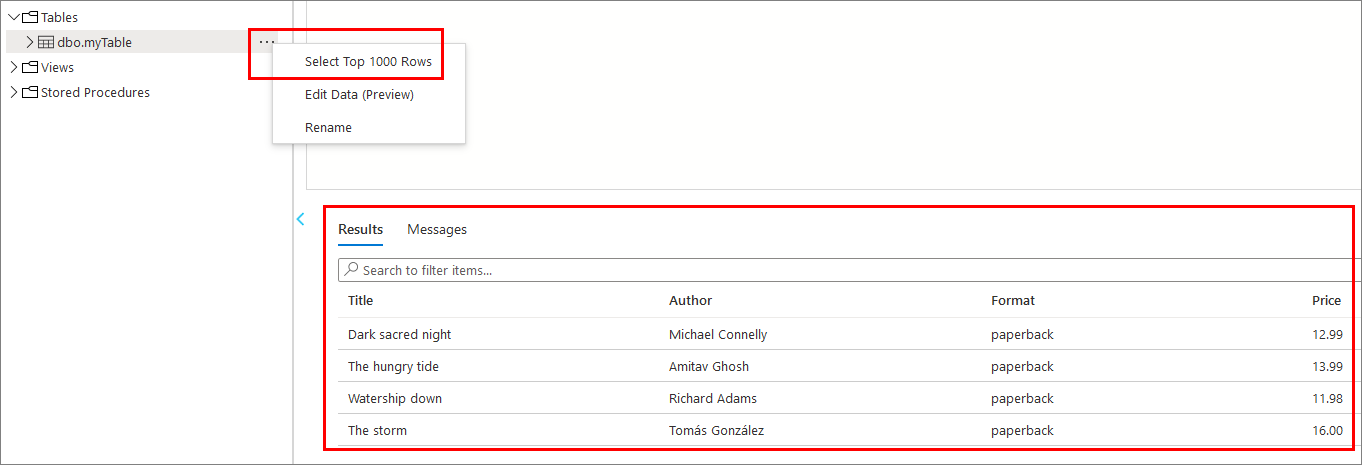 Tables
dbo.myTable
...
Views
Stored Procedures
Select Top 1000 Rows
Edit Data (Preview)
Rename
Results Messages
Search to filter items...
Title Author Format Price
Dark sacred night Michael Connelly paperback 12.99
The hungry tide Amitav Ghosh paperback 13.99
Watership down Richard Adams paperback 11.98
The storm Tomás González paperback 16.00